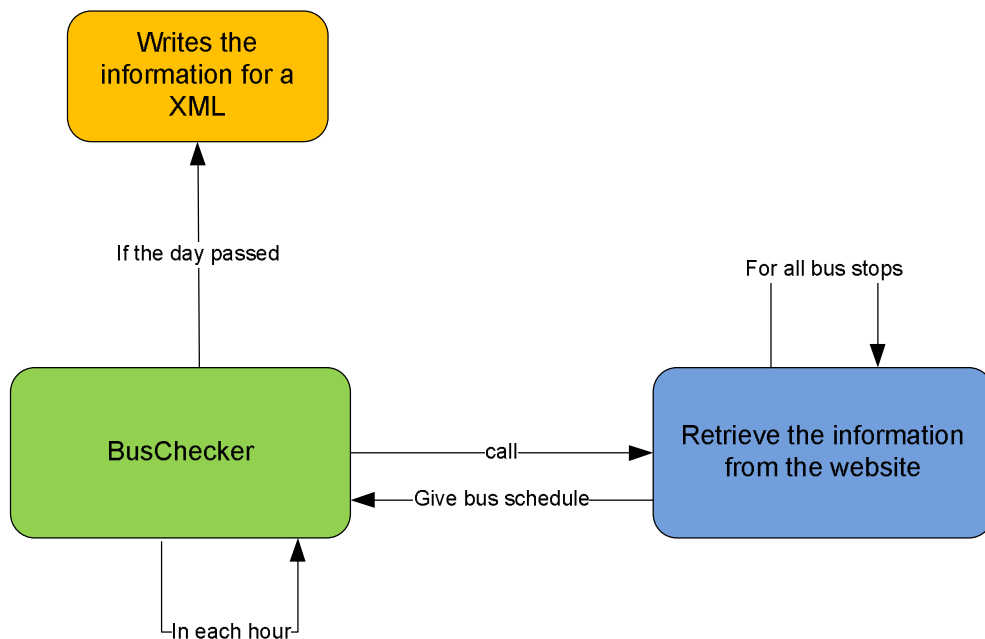 Writes the
information for a
XML
If the day passed
For all bus stops
BusChecker
call
Give bus schedule
Retrieve the information
from the website
In each hour